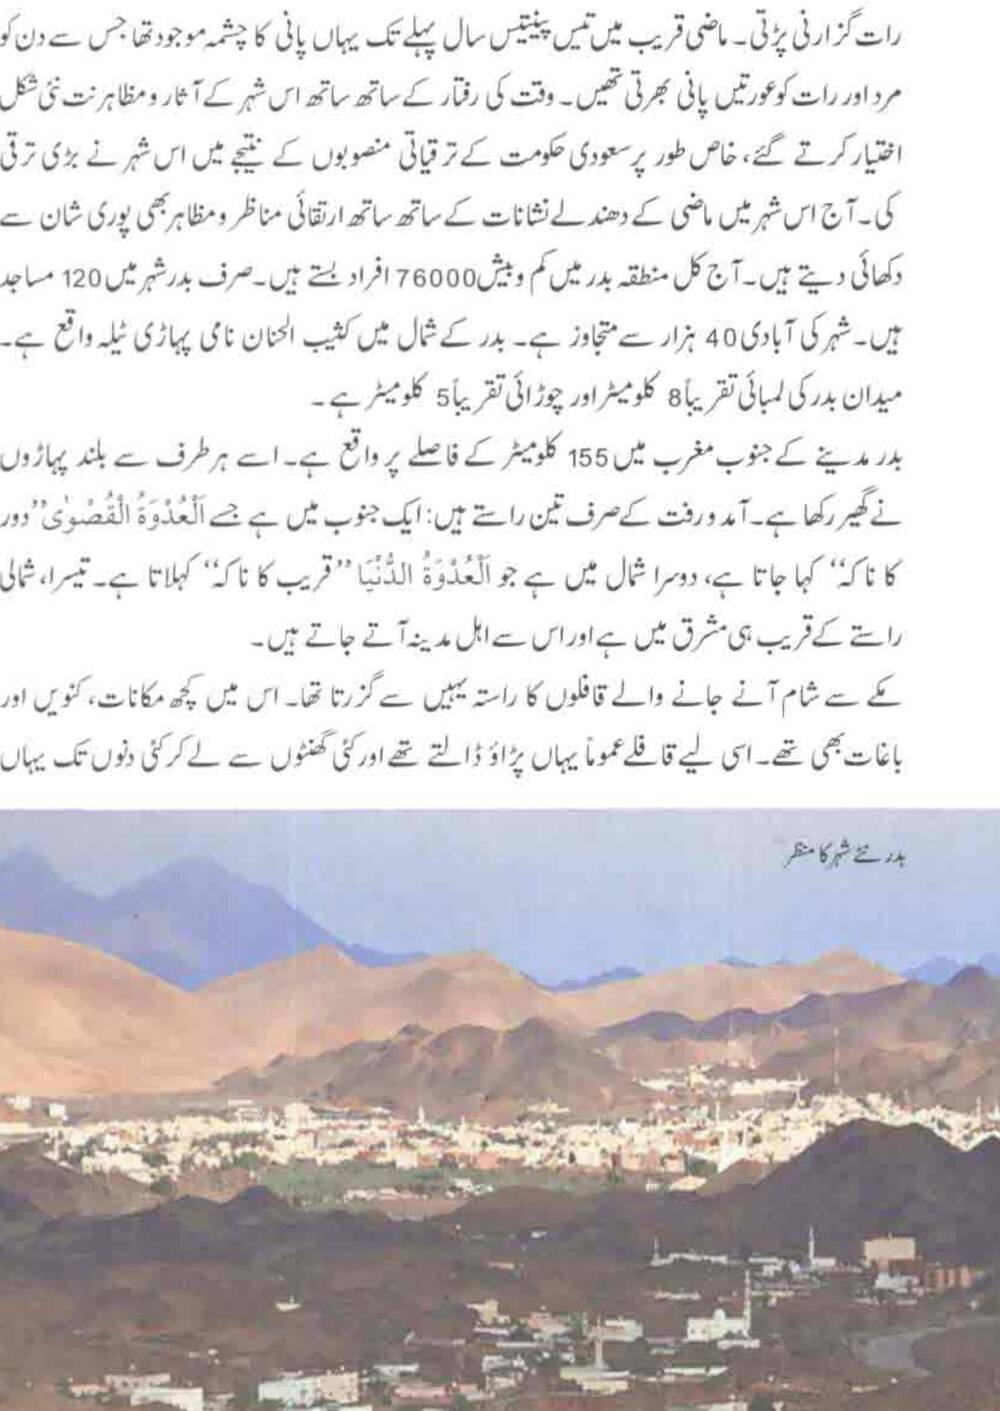 رات گزارنی پڑتی۔ ماضی قریب میں تیس پینتیس سال پہلے تک یہاں پانی کا چشمہ موجود تھا جس سے دن کو
مرد اور رات کو عورتیں پانی بھرتی تھیں۔ وقت کی رفتار کے ساتھ ساتھ اس شہر کے آثار و مظاہر نت نئی شکل
اختیار کرتے گئے، خاص طور پر سعودی حکومت کے ترقیاتی منصوبوں کے نتیجے میں اس شہر نے بڑی ترقی
کی۔ آج اس شہر میں ماضی کے دھندلے نشانات کے ساتھ ساتھ ارتقائی مناظر و مظاہر بھی پوری شان سے
دکھائی دیتے ہیں۔ آج کل منطقہ بدر میں کم و بیش 76000 افراد بستے ہیں۔ صرف بدر شہر میں 120 مساجد
ہیں۔ شہر کی آبادی 40 ہزار سے متجاوز ہے۔ بدر کے شمال میں کثیب الحنان نامی پہاڑی ٹیلہ واقع ہے۔
میدان بدر کی لمبائی تقریباً 8 کلومیٹر اور چوڑائی تقریباً 5 کلومیٹر ہے۔
بدر مدینے کے جنوب مغرب میں 155 کلومیٹر کے فاصلے پر واقع ہے۔ اسے ہر طرف سے بلند پہاڑوں
نے گھیر رکھا ہے۔ آمد و رفت کے صرف تین راستے ہیں: ایک جنوب میں ہے جسے اَلْعُدْوَةُ الْقُصْوٰی ”دور
کا ناکہ“ کہا جاتا ہے، دوسرا شمال میں ہے جو اَلْعُدْوَةُ الدُّنْیَا ”قریب کا ناکہ“ کہلاتا ہے۔ تیسرا، شمالی
راستے کے قریب ہی مشرق میں ہے اور اس سے اہل مدینہ آتے جاتے ہیں۔
مکے سے شام آنے جانے والے قافلوں کا راستہ یہیں سے گزرتا تھا۔ اس میں کچھ مکانات، کنویں اور
باغات بھی تھے۔ اسی لیے قافلے عموماً یہاں پڑاؤ ڈالتے تھے اور کئی گھنٹوں سے لے کر کئی دنوں تک یہاں
بدر نئے شہر کا منظر